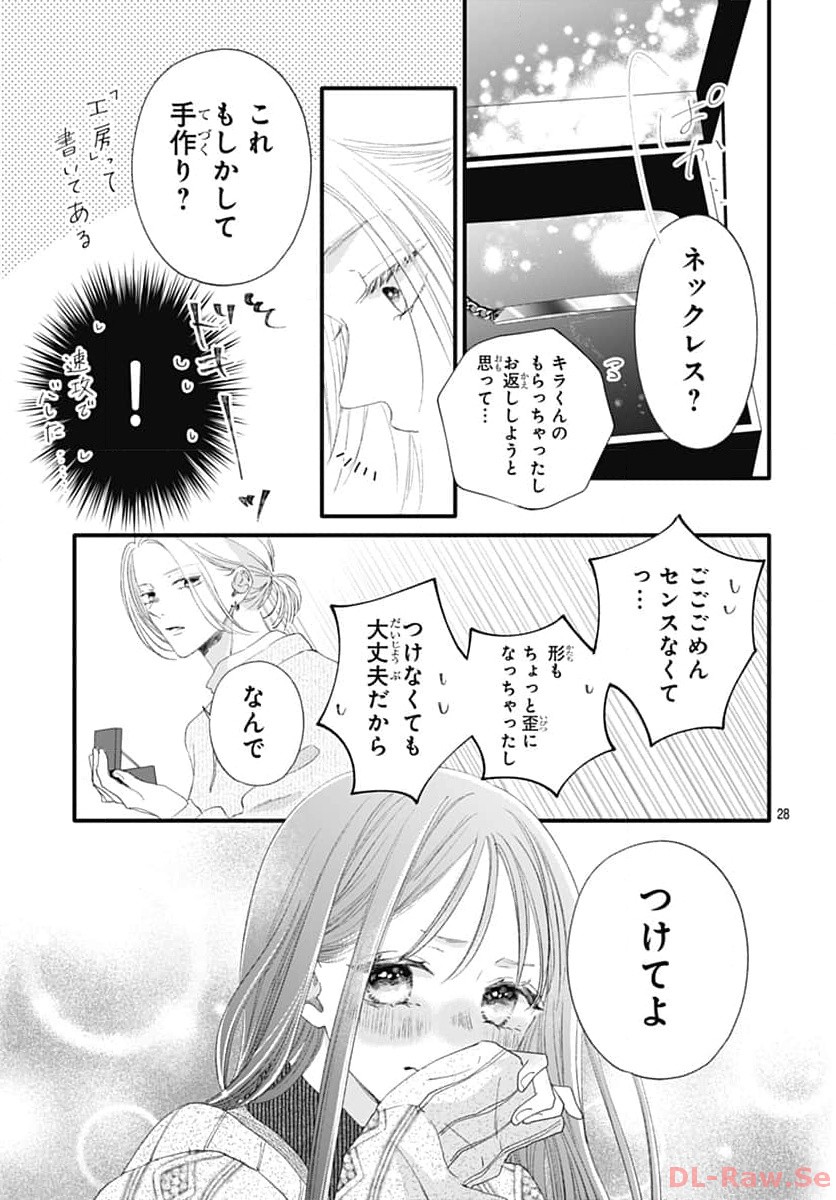 ぱかっ
ネックレス？
キラくんの
もらっちゃったし
お返ししようと
思って…
これ
もしかして
手作り？
「工房」って
書いてある
ドキーッ
！
速攻で
バレた……
ごごごめん
センスなくて
っ…
形も
ちょっと歪に
なっちゃったし
つけなくても
大丈夫だから
なんで
28
つけてよ
DL-Raw.Se